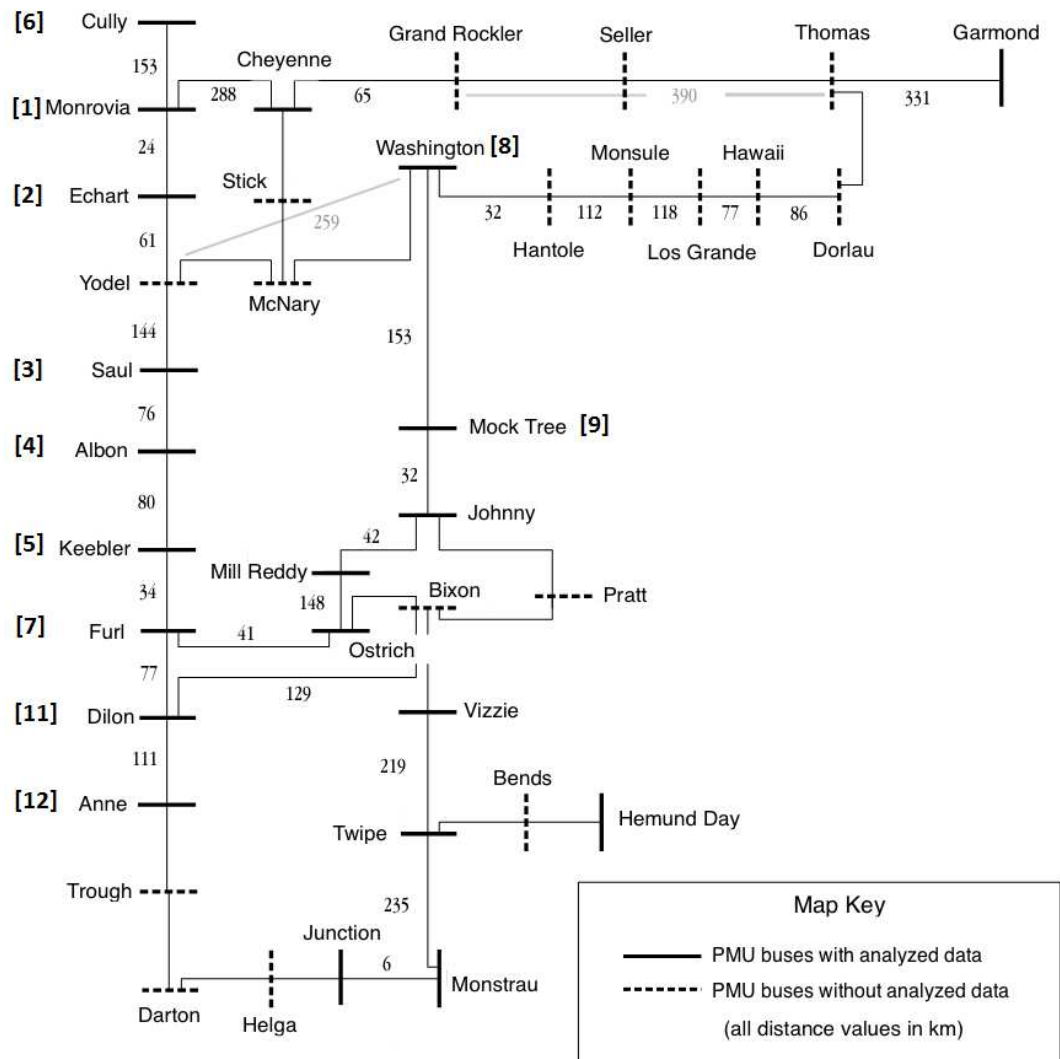 [6] Cully
Cheyenne
Grand Rockler
Seller
Thomas
Garmond
153
288
65
390
331
[1] Monrovia
24
Washington [8]
Monsule
Hawaii
[2] Echart
Stick
259
32
112
118
77
86
61
Hantole
Los Grande
Dorlau
Yodel
McNary
144
153
[3] Saul
76
Mock Tree [9]
[4] Albon
32
80
Johnny
42
[5] Keebler
Mill Reddy
Bixon
Pratt
34
148
[7] Furl
41
Ostrich
77
129
[11] Dilon
Vizzie
111
219
Bends
[12] Anne
Twipe
Hemund Day
Trough
235
Junction
6
Monstrau
Darton
Helga
Map Key
PMU buses with analyzed data
PMU buses without analyzed data
(all distance values in km)